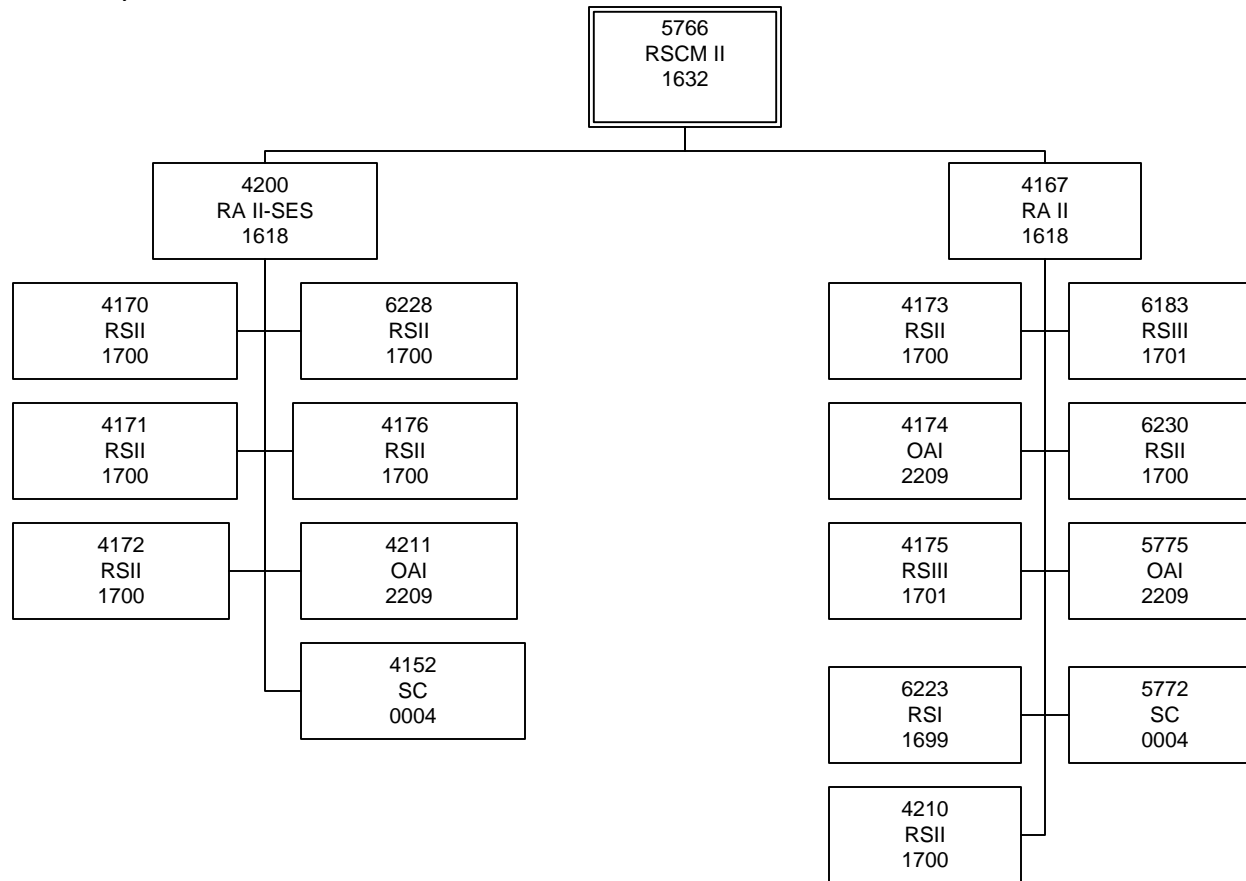 5766
RSCM II
1632
4200
RA II-SES
1618
4167
RA II
1618
4170
RSII
1700
6228
RSII
1700
4173
RSII
1700
6183
RSIII
1701
4171
RSII
1700
4176
RSII
1700
4174
OAI
2209
6230
RSII
1700
4172
RSII
1700
4211
OAI
2209
4175
RSIII
1701
5775
OAI
2209
4152
SC
0004
6223
RSI
1699
5772
SC
0004
4210
RSII
1700